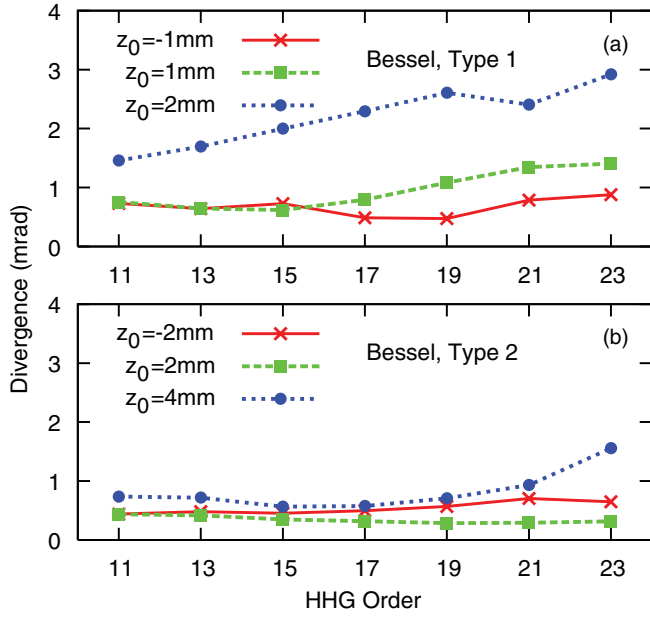 4
z0=-1mm
Bessel, Type 1
(a)
3
z0=1mm
z0=2mm
2
1
0
11 13 15 17 19 21 23
Divergence (mrad)
4
z0=-2mm
Bessel, Type 2
(b)
3
z0=2mm
z0=4mm
2
1
0
11 13 15 17 19 21 23
HHG Order